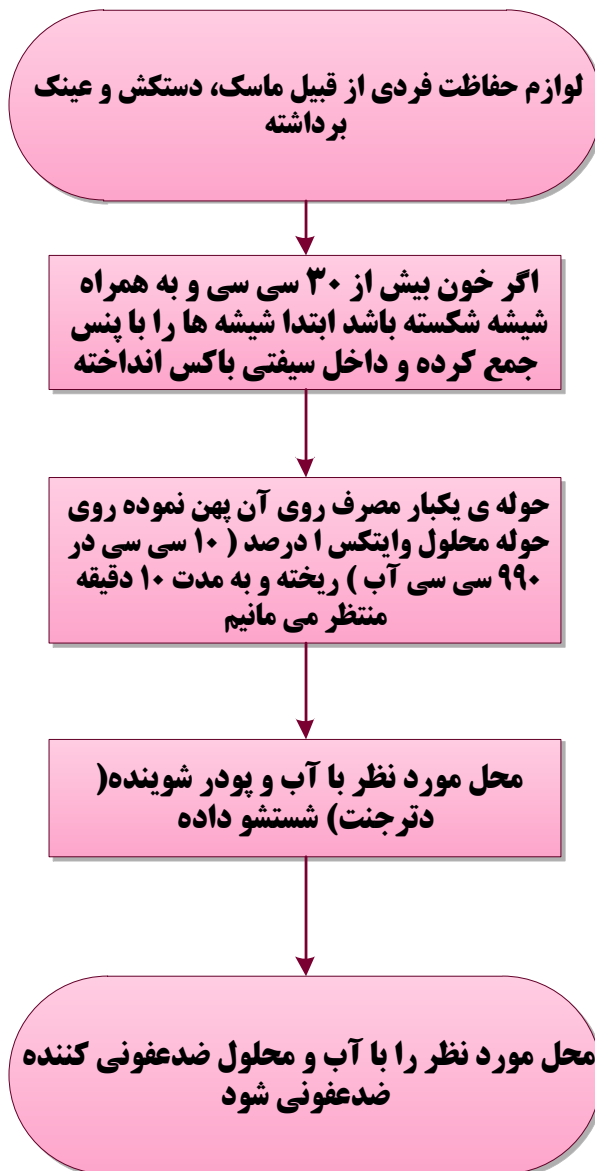 لوازم حفاظت فردی از قبیل ماسک، دستکش و عینک
برداشته
اگر خون بیش از ۳۰ سی سی و به همراه
شیشه شکسته باشد ابتدا شیشه ها را با پنس
جمع کرده و داخل سیفتی باکس انداخته
حوله ی یکبار مصرف روی آن پهن نموده روی
حوله محلول وایتکس ا درصد ( ۱۰ سی سی در
۹۹۰ سی سی آب ) ریخته و به مدت ۱۰ دقیقه
منتظر می مانیم
محل مورد نظر با آب و پودر شوینده(
دترجنت) شستشو داده
محل مورد نظر را با آب و محلول ضدعفونی کننده
ضدعفونی شود